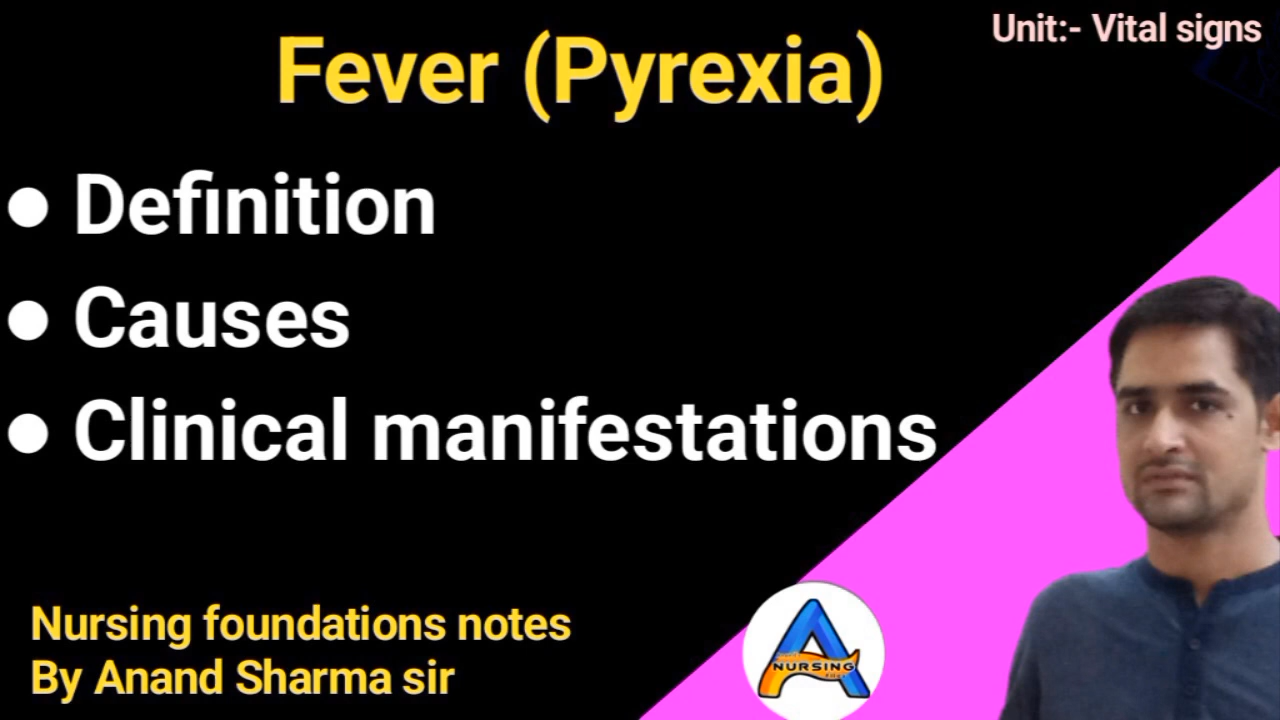 Unit:- Vital signs
Fever (Pyrexia)
● Definition
● Causes
● Clinical manifestations
Nursing foundations notes
By Anand Sharma sir
NURSING